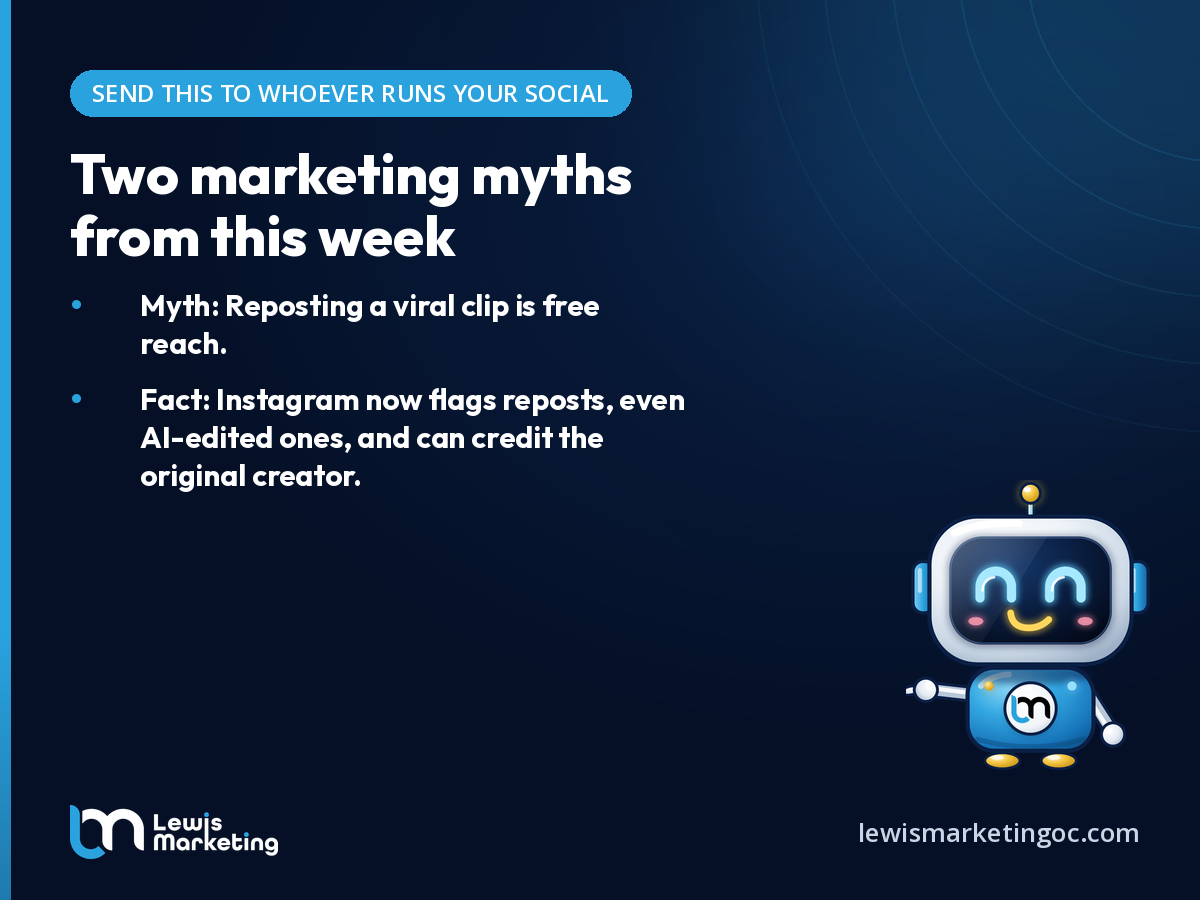 SEND THIS TO WHOEVER RUNS YOUR SOCIAL
Two marketing myths
from this week
• Myth: Reposting a viral clip is free
reach.
• Fact: Instagram now flags reposts, even
AI-edited ones, and can credit the
original creator.
bm
Lewis
Marketing
lewismarketingoc.com